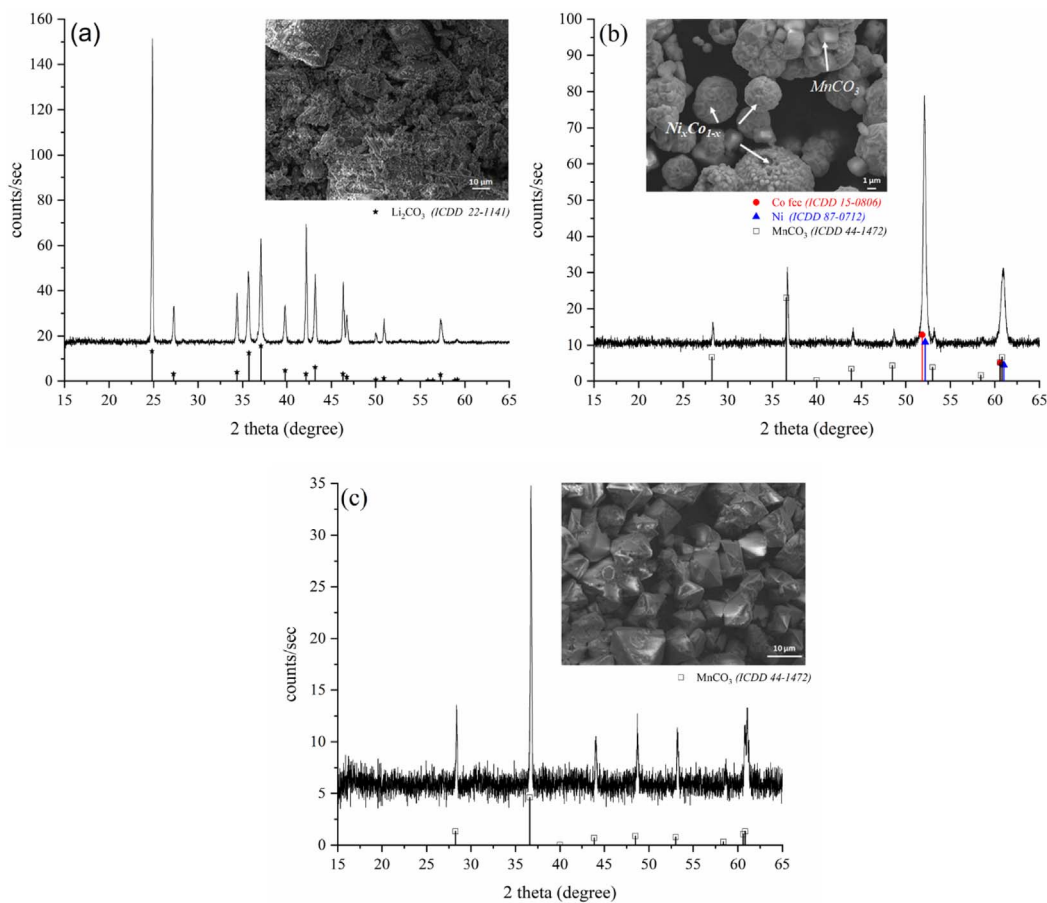 (a)
160
140
120
100
80
60
40
20
0
counts/sec
10 µm
Li₂CO₃ (ICDD 22-1141)
15 20 25 30 35 40 45 50 55 60 65
2 theta (degree)
(b)
100
90
80
70
60
50
40
30
20
10
0
counts/sec
MnCO₃
NiₓCo₁₋ₓ
1 µm
Co fcc (ICDD 15-0806)
Ni (ICDD 87-0712)
MnCO₃ (ICDD 44-1472)
15 20 25 30 35 40 45 50 55 60 65
2 theta (degree)
(c)
35
30
25
20
15
10
5
0
counts/sec
10 µm
MnCO₃ (ICDD 44-1472)
15 20 25 30 35 40 45 50 55 60 65
2 theta (degree)